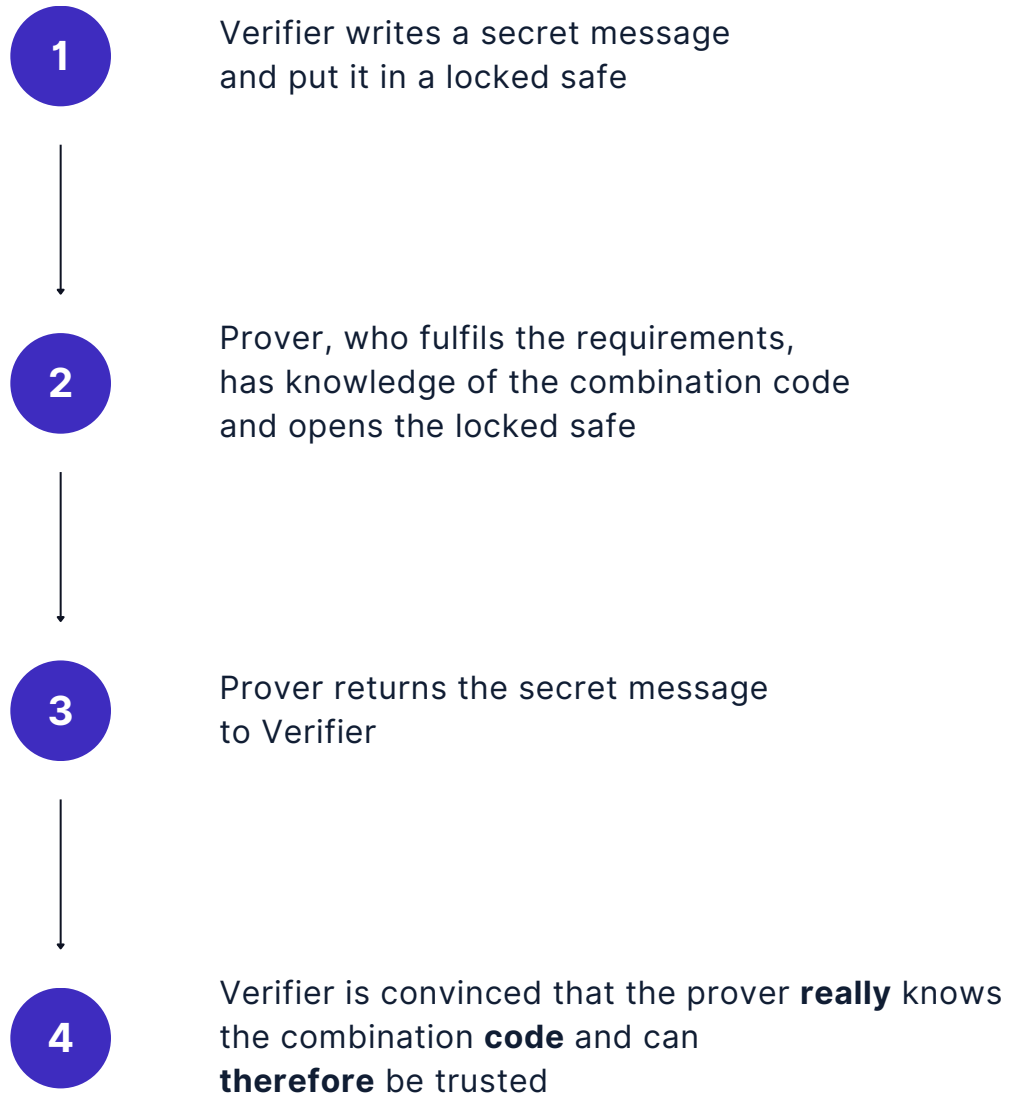 1
Verifier writes a secret message
and put it in a locked safe
2
Prover, who fulfils the requirements,
has knowledge of the combination code
and opens the locked safe
3
Prover returns the secret message
to Verifier
4
Verifier is convinced that the prover really knows
the combination code and can
therefore be trusted